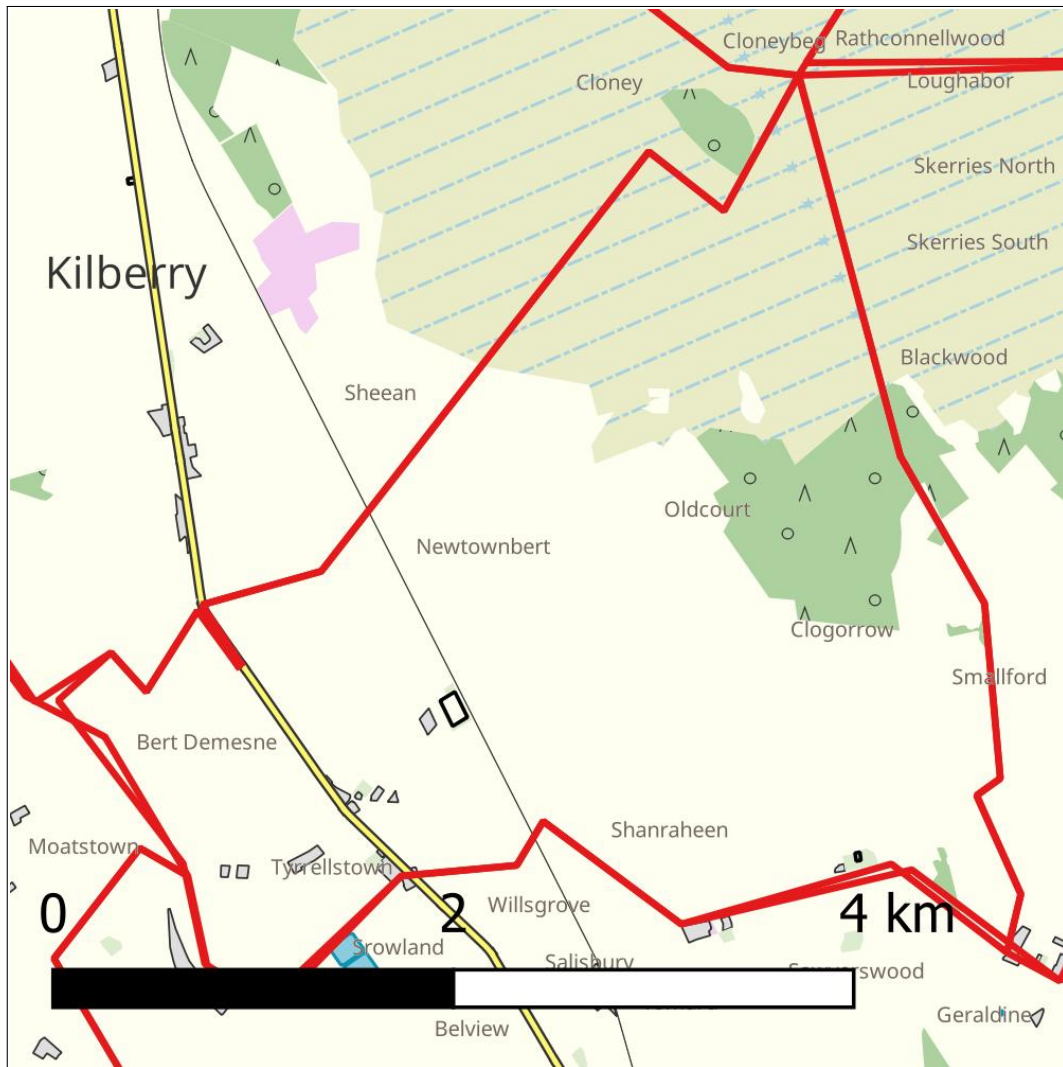 Cloneybeg Rathconnellwood
Cloney
Loughabor
Skerries North
Skerries South
Kilberry
Blackwood
Sheean
Oldcourt
Newtownbert
Clogorrow
Smallford
Bert Demesne
Shanraheen
Moatstown
Tyrrellstown
Willsgrove
0 2 4 km
Srowland
Salisbury
Geraldine
Belview